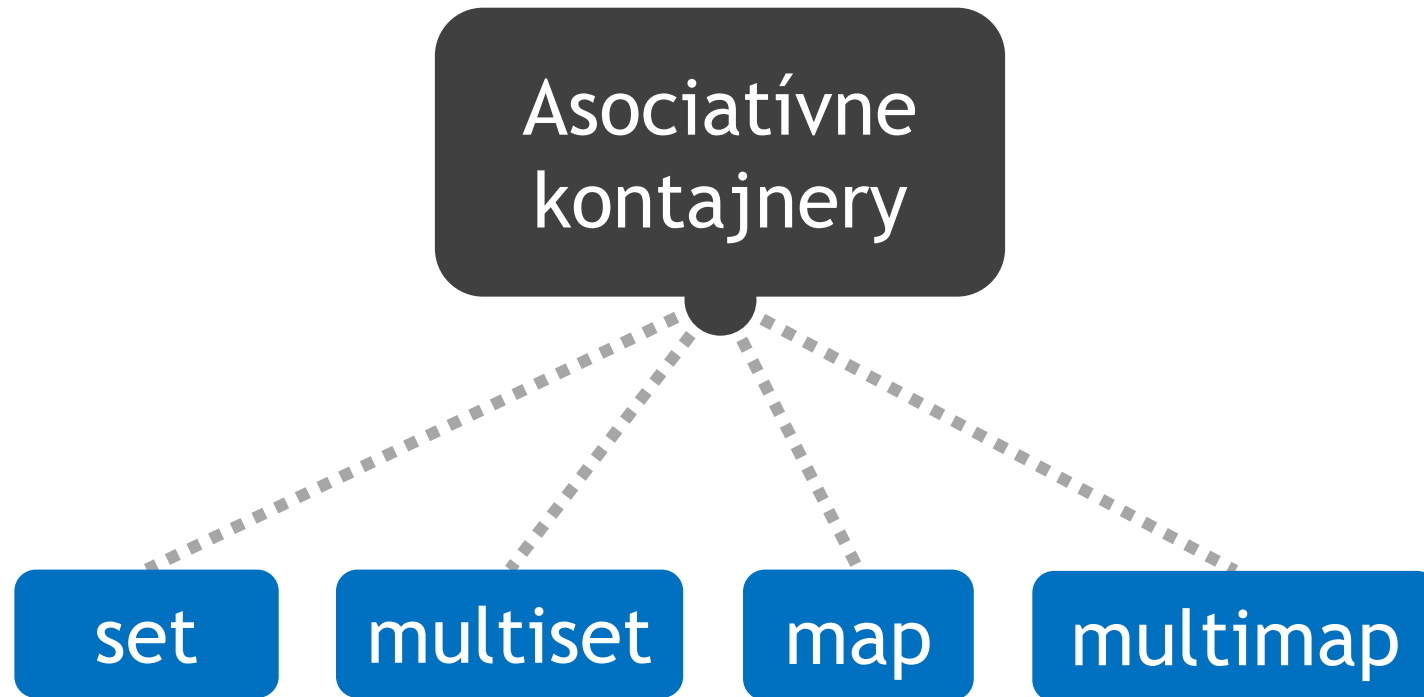 Asociatívne
kontajnery
set
multiset
map
multimap